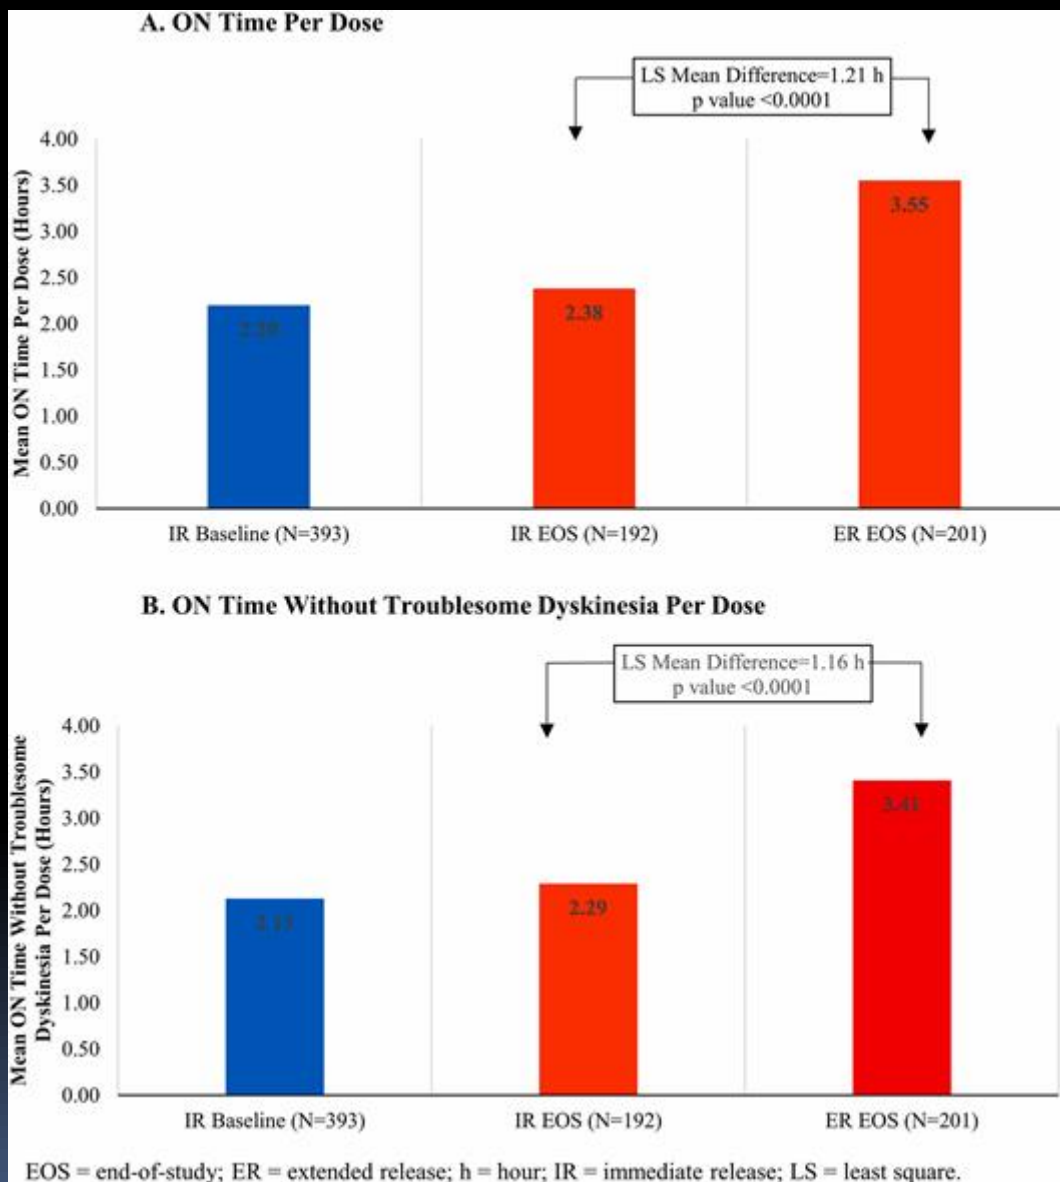 A. ON Time Per Dose
LS Mean Difference=1.21 h
p value <0.0001
Mean ON Time Per Dose (Hours)
4.00
3.50
3.00
2.50
2.00
1.50
1.00
0.50
0.00
2.20
2.38
3.55
IR Baseline (N=393)
IR EOS (N=192)
ER EOS (N=201)
B. ON Time Without Troublesome Dyskinesia Per Dose
LS Mean Difference=1.16 h
p value <0.0001
Mean ON Time Without Troublesome
Dyskinesia Per Dose (Hours)
4.00
3.50
3.00
2.50
2.00
1.50
1.00
0.50
0.00
2.13
2.29
3.41
IR Baseline (N=393)
IR EOS (N=192)
ER EOS (N=201)
EOS = end-of-study; ER = extended release; h = hour; IR = immediate release; LS = least square.